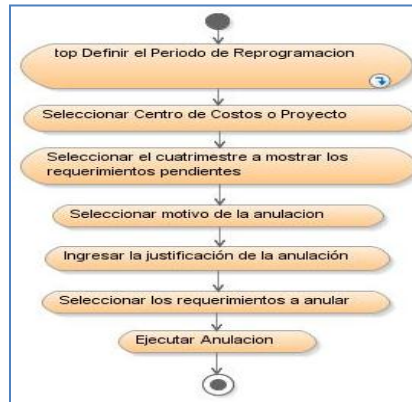 top Definir el Periodo de Reprogramacion
Seleccionar Centro de Costos o Proyecto
Seleccionar el cuatrimestre a mostrar los
requerimientos pendientes
Seleccionar motivo de la anulacion
Ingresar la justificación de la anulación
Seleccionar los requerimientos a anular
Ejecutar Anulacion